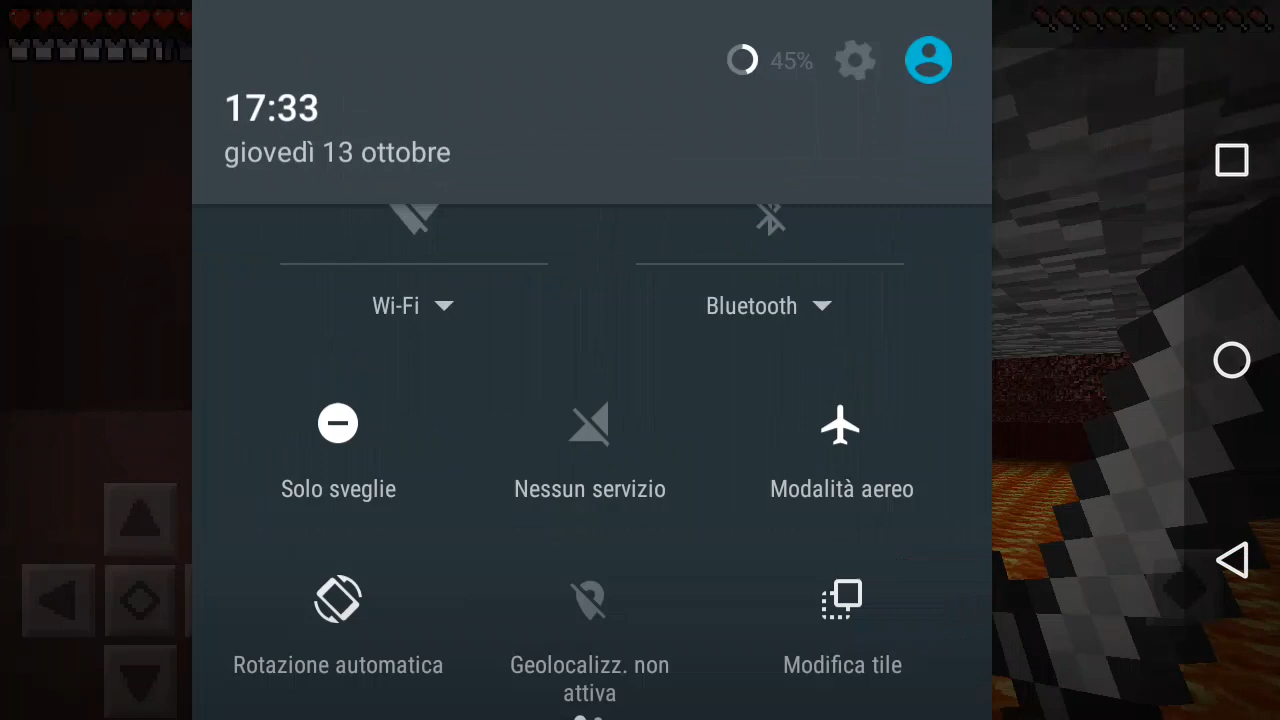 45%
17:33
giovedì 13 ottobre
Wi-Fi
Bluetooth
Solo sveglie
Nessun servizio
Modalità aereo
Rotazione automatica
Geolocalizz. non
attiva
Modifica tile